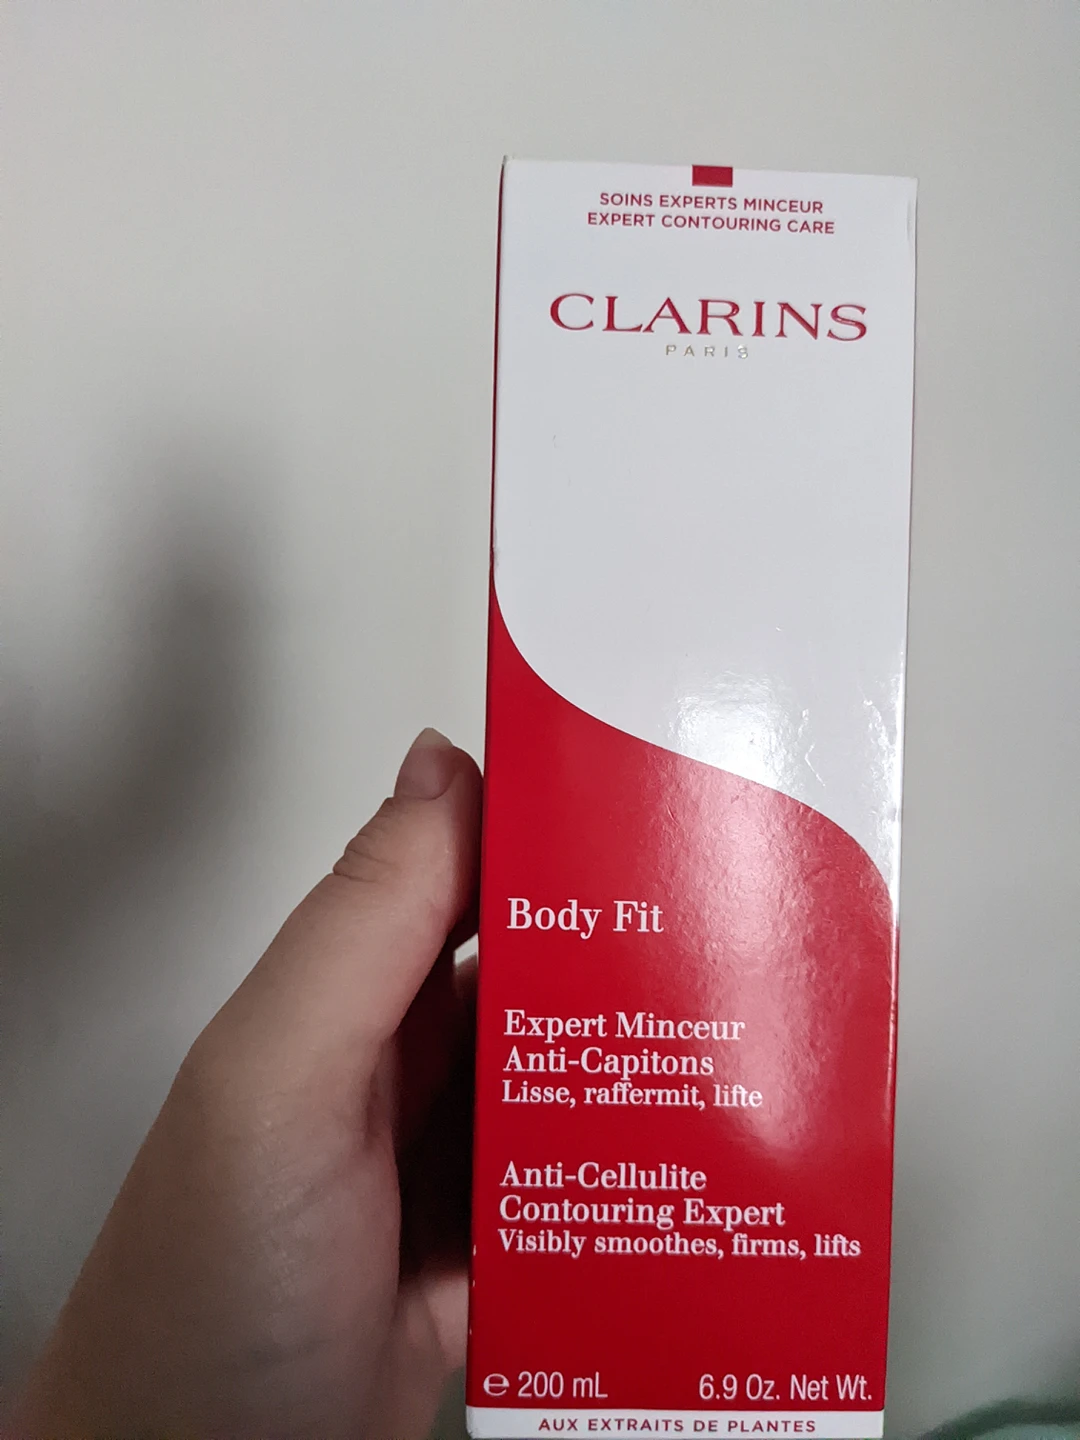 SOINS EXPERTS MINCEUR
EXPERT CONTOURING CARE
CLARINS
PARIS
Body Fit
Expert Minceur
Anti-Capitons
Lisse, raffermit, lifte
Anti-Cellulite
Contouring Expert
Visibly smoothes, firms, lifts
℮ 200 mL 6.9 Oz. Net Wt.
AUX EXTRAITS DE PLANTES